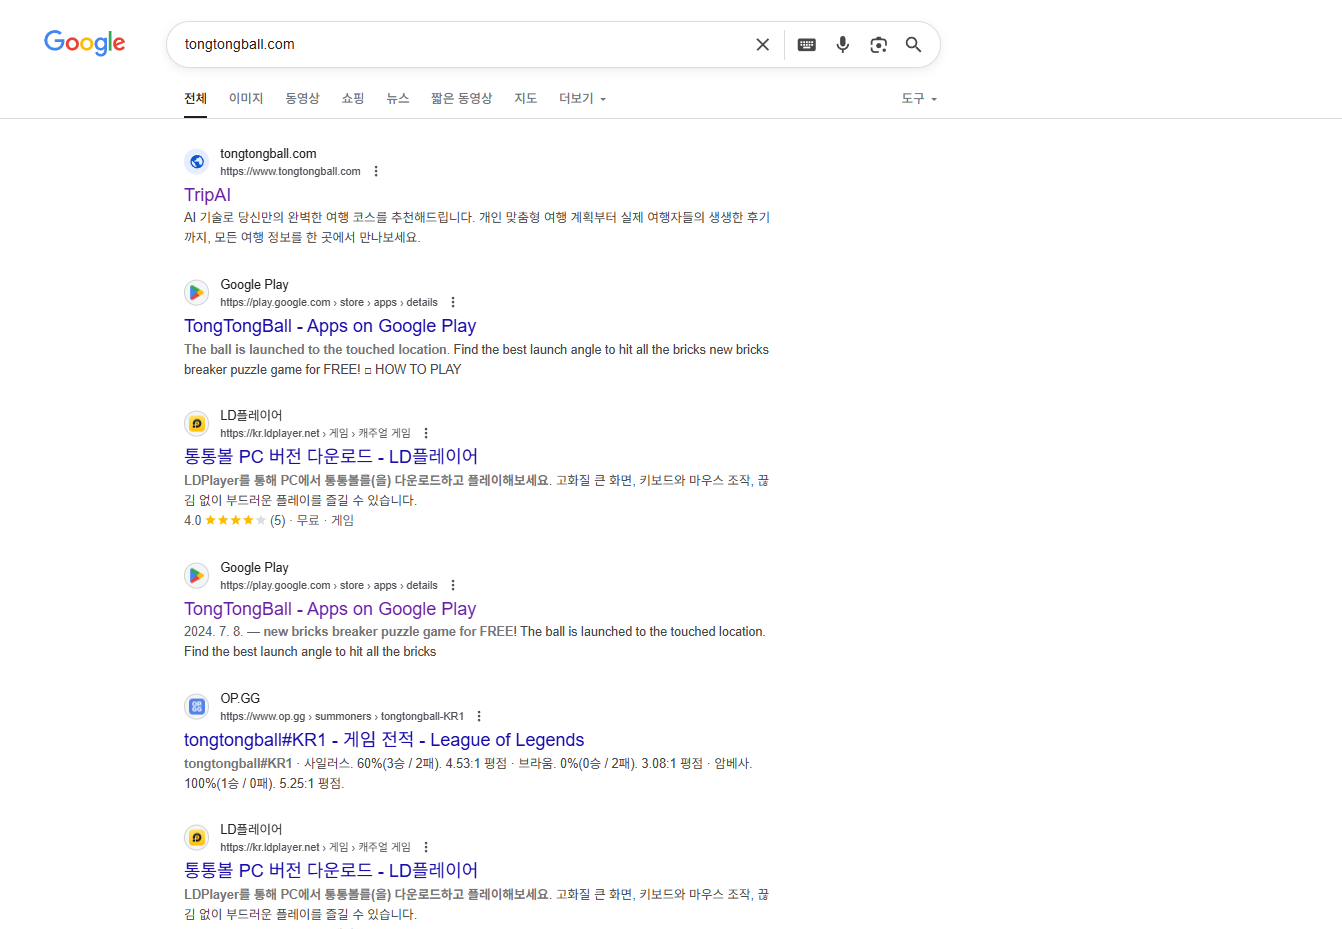 Google
tongtongball.com
전체 이미지 동영상 쇼핑 뉴스 짧은 동영상 지도 더보기 도구
tongtongball.com
https://www.tongtongball.com
TripAI
AI 기술로 당신만의 완벽한 여행 코스를 추천해드립니다. 개인 맞춤형 여행 계획부터 실제 여행자들의 생생한 후기
까지, 모든 여행 정보를 한 곳에서 만나보세요.
Google Play
https://play.google.com › store › apps › details
TongTongBall - Apps on Google Play
The ball is launched to the touched location. Find the best launch angle to hit all the bricks new bricks
breaker puzzle game for FREE! □ HOW TO PLAY
LD플레이어
https://kr.ldplayer.net › 게임 › 캐주얼 게임
통통볼 PC 버전 다운로드 - LD플레이어
LDPlayer를 통해 PC에서 통통볼를(을) 다운로드하고 플레이해보세요. 고화질 큰 화면, 키보드와 마우스 조작, 끊
김 없이 부드러운 플레이를 즐길 수 있습니다.
4.0 ★★★★★ (5) · 무료 · 게임
Google Play
https://play.google.com › store › apps › details
TongTongBall - Apps on Google Play
2024. 7. 8. — new bricks breaker puzzle game for FREE! The ball is launched to the touched location.
Find the best launch angle to hit all the bricks
OP.GG
https://www.op.gg › summoners › tongtongball-KR1
tongtongball#KR1 - 게임 전적 - League of Legends
tongtongball#KR1 · 사일러스. 60%(3승 / 2패). 4.53:1 평점 · 브라움. 0%(0승 / 2패). 3.08:1 평점 · 암베사.
100%(1승 / 0패). 5.25:1 평점.
LD플레이어
https://kr.ldplayer.net › 게임 › 캐주얼 게임
통통볼 PC 버전 다운로드 - LD플레이어
LDPlayer를 통해 PC에서 통통볼를(을) 다운로드하고 플레이해보세요. 고화질 큰 화면, 키보드와 마우스 조작, 끊
김 없이 부드러운 플레이를 즐길 수 있습니다.